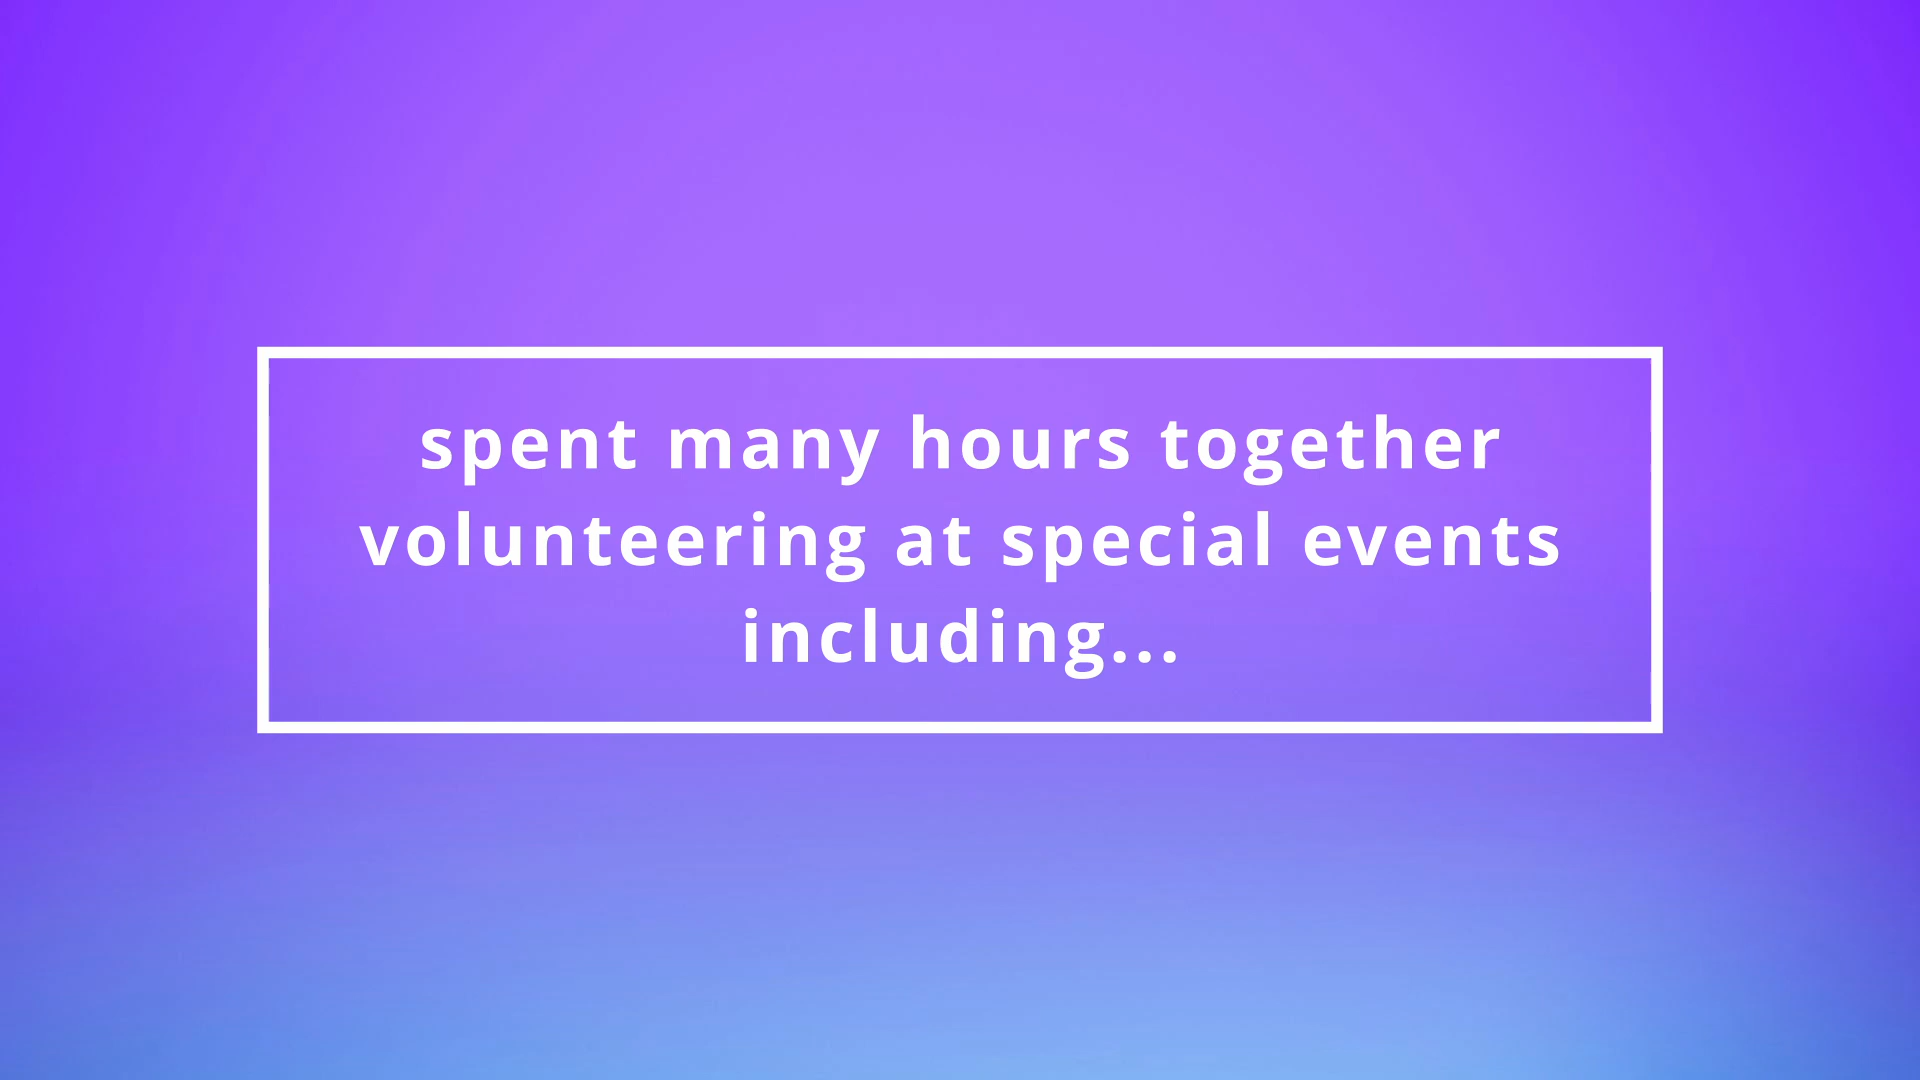 spent many hours together
volunteering at special events
including...